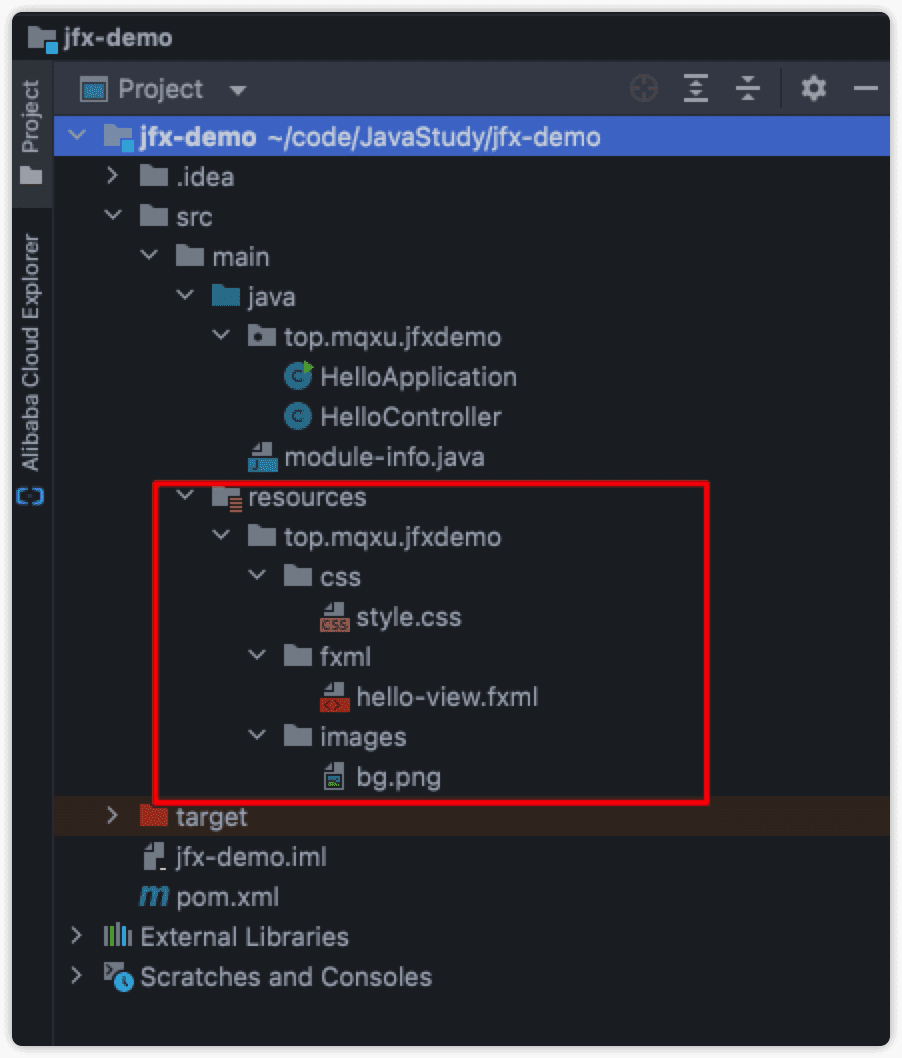 jfx-demo
Project
Project
Alibaba Cloud Explorer
jfx-demo ~/code/JavaStudy/jfx-demo
.idea
src
main
java
top.mqxu.jfxdemo
HelloApplication
HelloController
module-info.java
resources
top.mqxu.jfxdemo
css
style.css
fxml
hello-view.fxml
images
bg.png
target
jfx-demo.iml
pom.xml
External Libraries
Scratches and Consoles